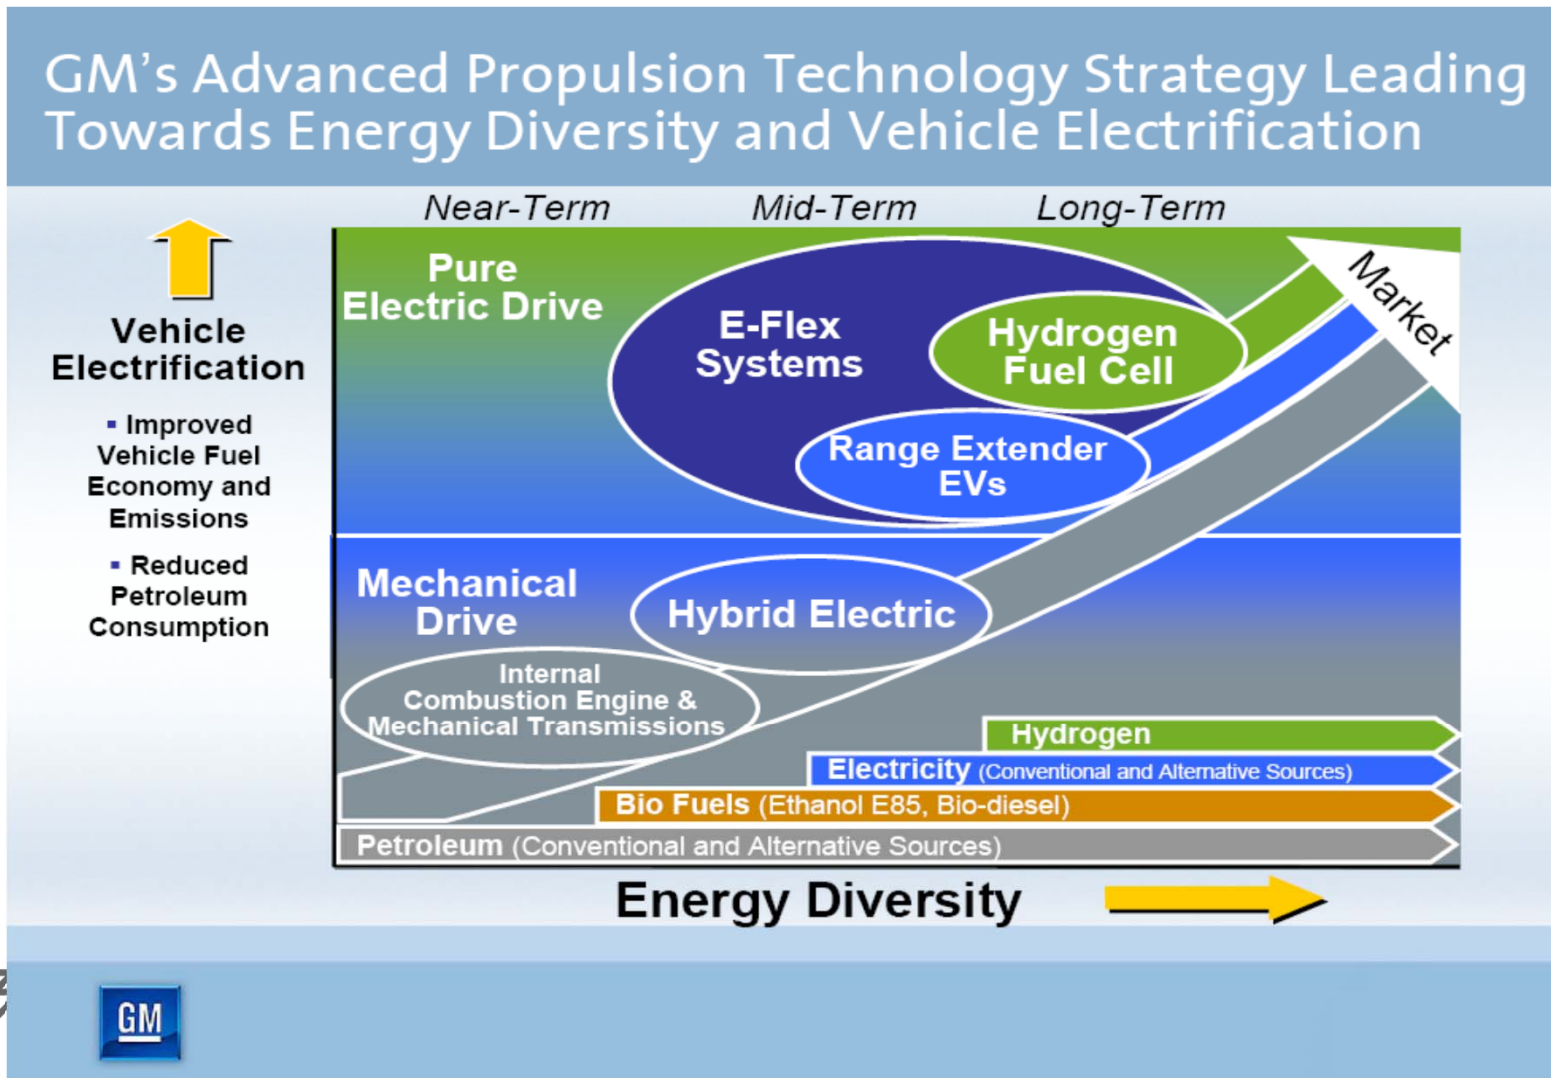 GM's Advanced Propulsion Technology Strategy Leading
Towards Energy Diversity and Vehicle Electrification
Near-Term
Mid-Term
Long-Term
Vehicle
Electrification
▪ Improved
Vehicle Fuel
Economy and
Emissions
▪ Reduced
Petroleum
Consumption
Pure
Electric Drive
E-Flex
Systems
Hydrogen
Fuel Cell
Range Extender
EVs
Market
Mechanical
Drive
Hybrid Electric
Internal
Combustion Engine &
Mechanical Transmissions
Hydrogen
Electricity (Conventional and Alternative Sources)
Bio Fuels (Ethanol E85, Bio-diesel)
Petroleum (Conventional and Alternative Sources)
Energy Diversity
GM